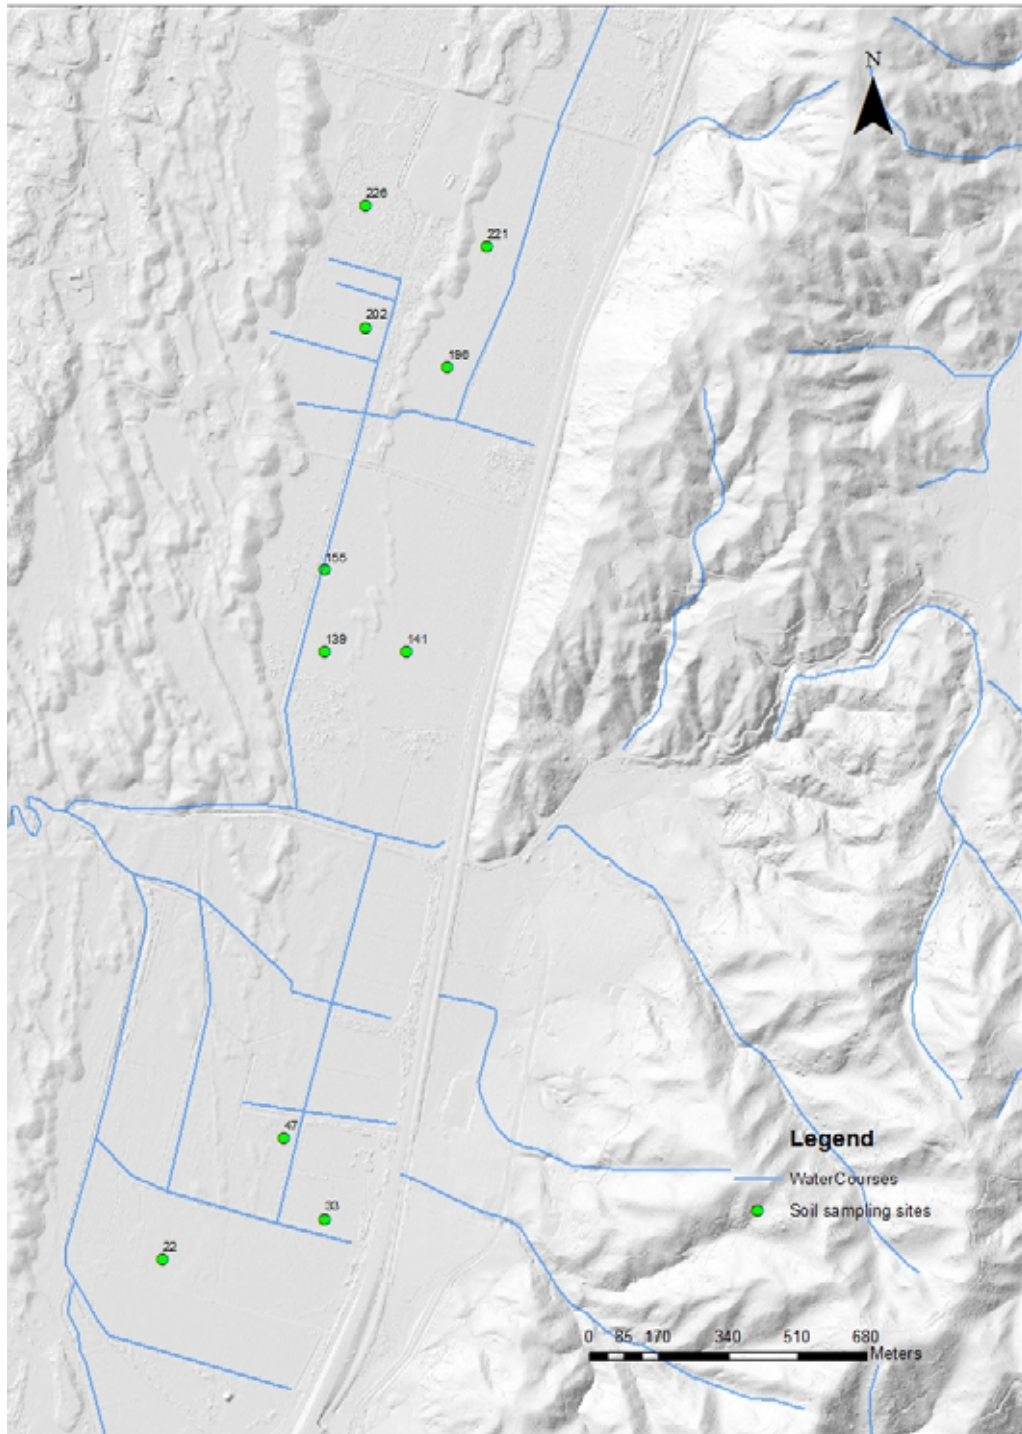 N
226
221
202
196
155
139
141
47
Legend
WaterCourses
33
Soil sampling sites
22
0 85 170 340 510 680
Meters